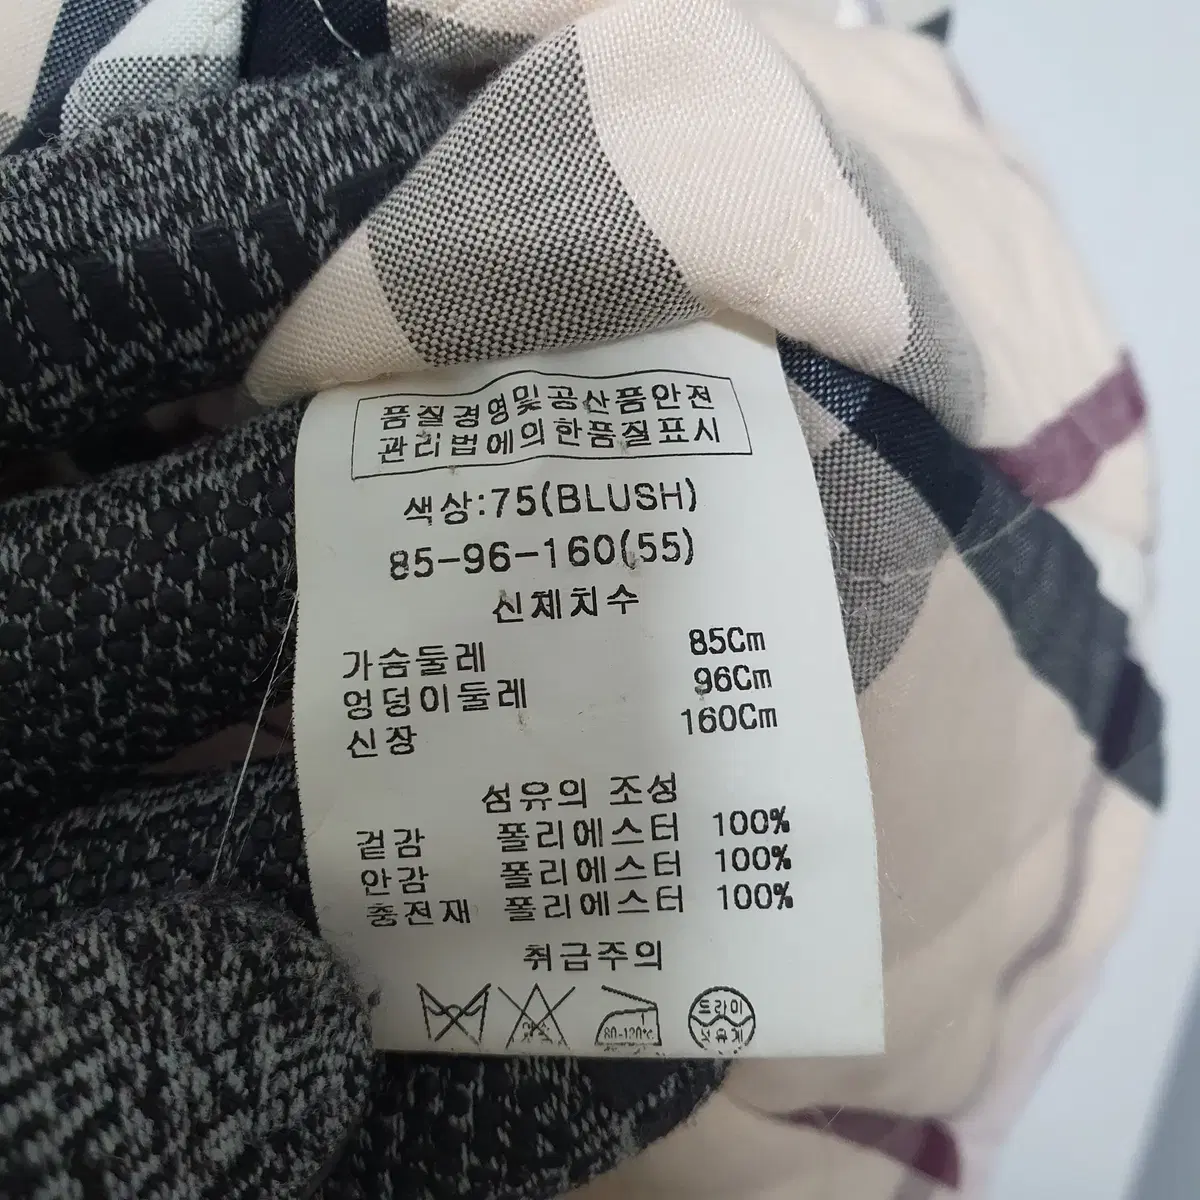 품질경영및공산품안전
관리법에의한품질표시
색상:75(BLUSH)
85-96-160(55)
신체치수
가슴둘레 85Cm
엉덩이둘레 96Cm
신장 160Cm
섬유의 조성
겉감 폴리에스터 100%
안감 폴리에스터 100%
충전재 폴리에스터 100%
취급주의
80-120℃
드라이
석유계